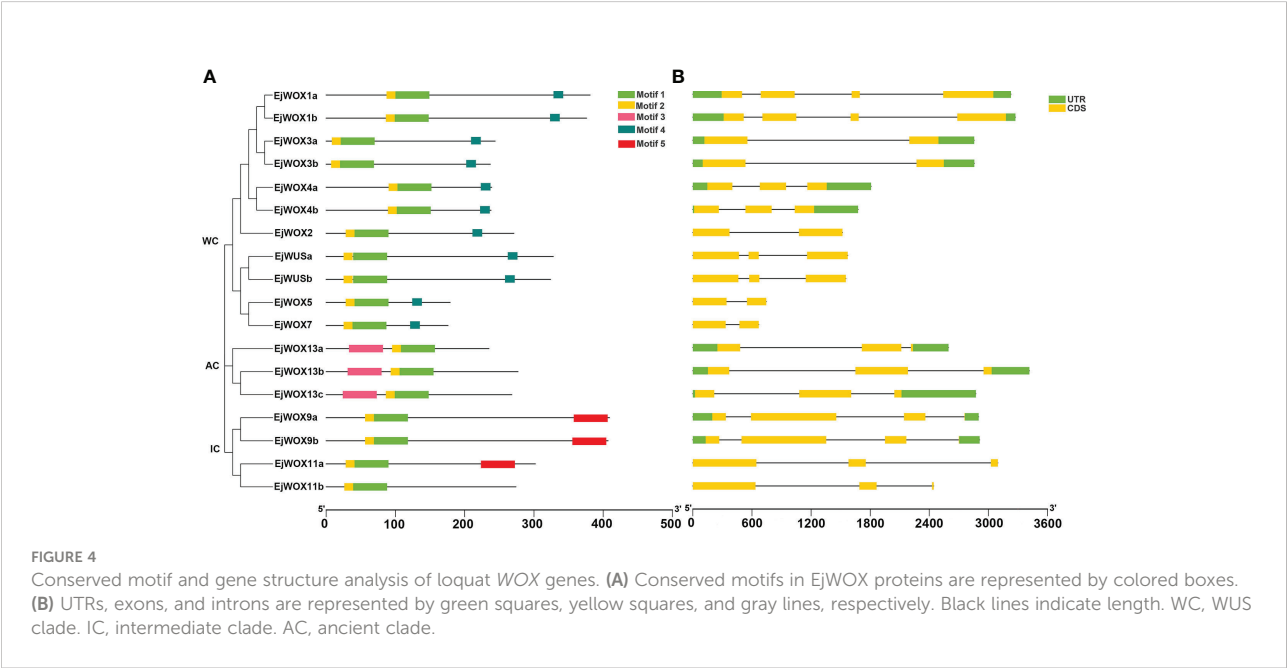 A
B
EjWOX1a
EjWOX1b
EjWOX3a
EjWOX3b
EjWOX4a
EjWOX4b
EjWOX2
EjWUSa
EjWUSb
EjWOX5
EjWOX7
EjWOX13a
EjWOX13b
EjWOX13c
EjWOX9a
EjWOX9b
EjWOX11a
EjWOX11b
WC
AC
IC
Motif 1
Motif 2
Motif 3
Motif 4
Motif 5
UTR
CDS
5'
3'
0 100 200 300 400 500
5'
3'
0 600 1200 1800 2400 3000 3600
FIGURE 4
Conserved motif and gene structure analysis of loquat WOX genes. (A) Conserved motifs in EjWOX proteins are represented by colored boxes.
(B) UTRs, exons, and introns are represented by green squares, yellow squares, and gray lines, respectively. Black lines indicate length. WC, WUS
clade. IC, intermediate clade. AC, ancient clade.